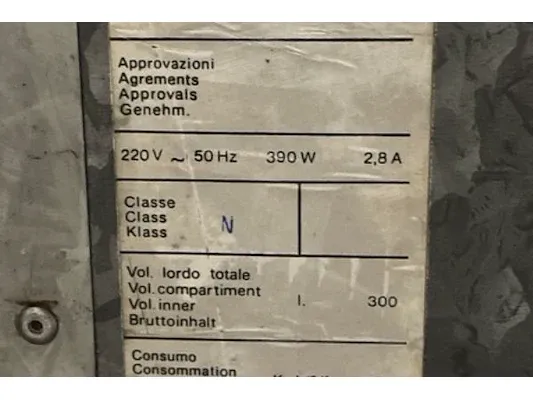 Approvazioni
Agrements
Approvals
Genehm.
220V ~ 50 Hz 390 W 2,8 A
Classe
Class N
Klass
Vol. lordo totale
Vol. compartiment
Vol. inner l. 300
Bruttoinhalt
Consumo
Consommation